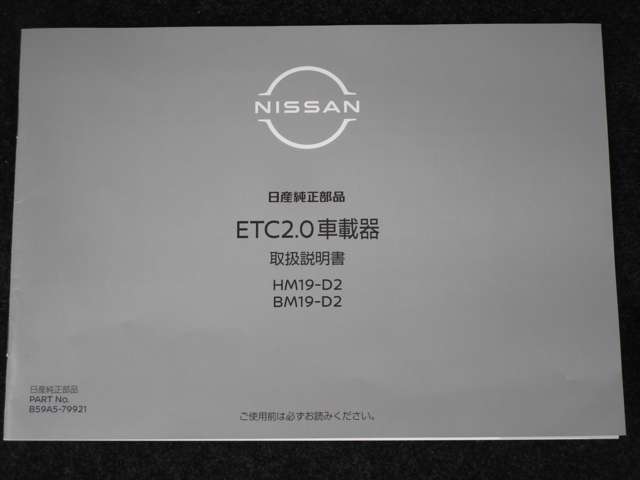 NISSAN
日産純正部品
ETC2.0車載器
取扱説明書
HM19-D2
BM19-D2
日産純正部品
PART No.
B59A5-79921
ご使用前は必ずお読みください。